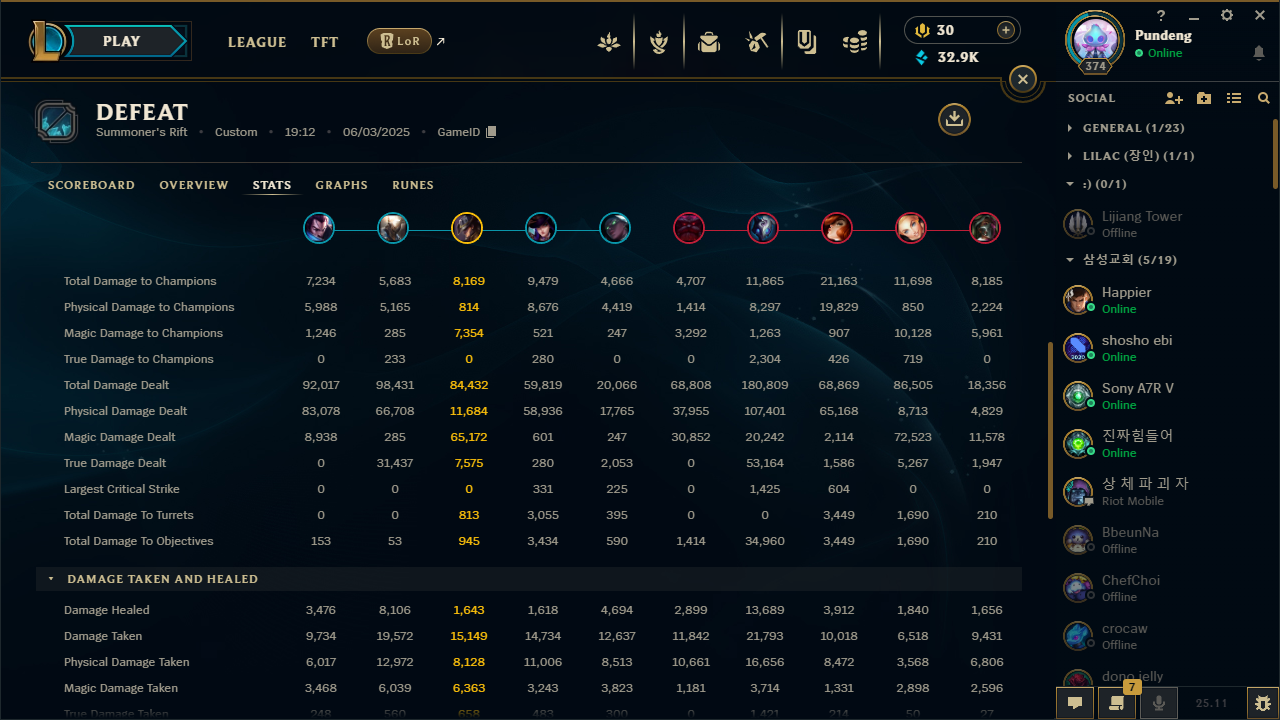 PLAY
LEAGUE
TFT
LoR
30
32.9K
Pundeng
Online
374
DEFEAT
Summoner's Rift • Custom • 19:12 • 06/03/2025 • GameID
SCOREBOARD OVERVIEW STATS GRAPHS RUNES
Total Damage to Champions 7,234 5,683 8,169 9,479 4,666 4,707 11,865 21,163 11,698 8,185
Physical Damage to Champions 5,988 5,165 814 8,676 4,419 1,414 8,297 19,829 850 2,224
Magic Damage to Champions 1,246 285 7,354 521 247 3,292 1,263 907 10,128 5,961
True Damage to Champions 0 233 0 280 0 0 2,304 426 719 0
Total Damage Dealt 92,017 98,431 84,432 59,819 20,066 68,808 180,809 68,869 86,505 18,356
Physical Damage Dealt 83,078 66,708 11,684 58,936 17,765 37,955 107,401 65,168 8,713 4,829
Magic Damage Dealt 8,938 285 65,172 601 247 30,852 20,242 2,114 72,523 11,578
True Damage Dealt 0 31,437 7,575 280 2,053 0 53,164 1,586 5,267 1,947
Largest Critical Strike 0 0 0 331 225 0 1,425 604 0 0
Total Damage To Turrets 0 0 813 3,055 395 0 0 3,449 1,690 210
Total Damage To Objectives 153 53 945 3,434 590 1,414 34,960 3,449 1,690 210
DAMAGE TAKEN AND HEALED
Damage Healed 3,476 8,106 1,643 1,618 4,694 2,899 13,689 3,912 1,840 1,656
Damage Taken 9,734 19,572 15,149 14,734 12,637 11,842 21,793 10,018 6,518 9,431
Physical Damage Taken 6,017 12,972 8,128 11,006 8,513 10,661 16,656 8,472 3,568 6,806
Magic Damage Taken 3,468 6,039 6,363 3,243 3,823 1,181 3,714 1,331 2,898 2,596
True Damage Taken 248 560 658 483 300 0 1,421 214 50 27
SOCIAL
GENERAL (1/23)
LILAC (장인) (1/1)
:) (0/1)
Lijiang Tower
Offline
삼성교회 (5/19)
Happier
Online
shosho ebi
Online
2020
Sony A7R V
Online
진짜힘들어
Online
상 체 파 괴 자
Riot Mobile
BbeunNa
Offline
ChefChoi
Offline
crocaw
Offline
dono jelly
7
25.11